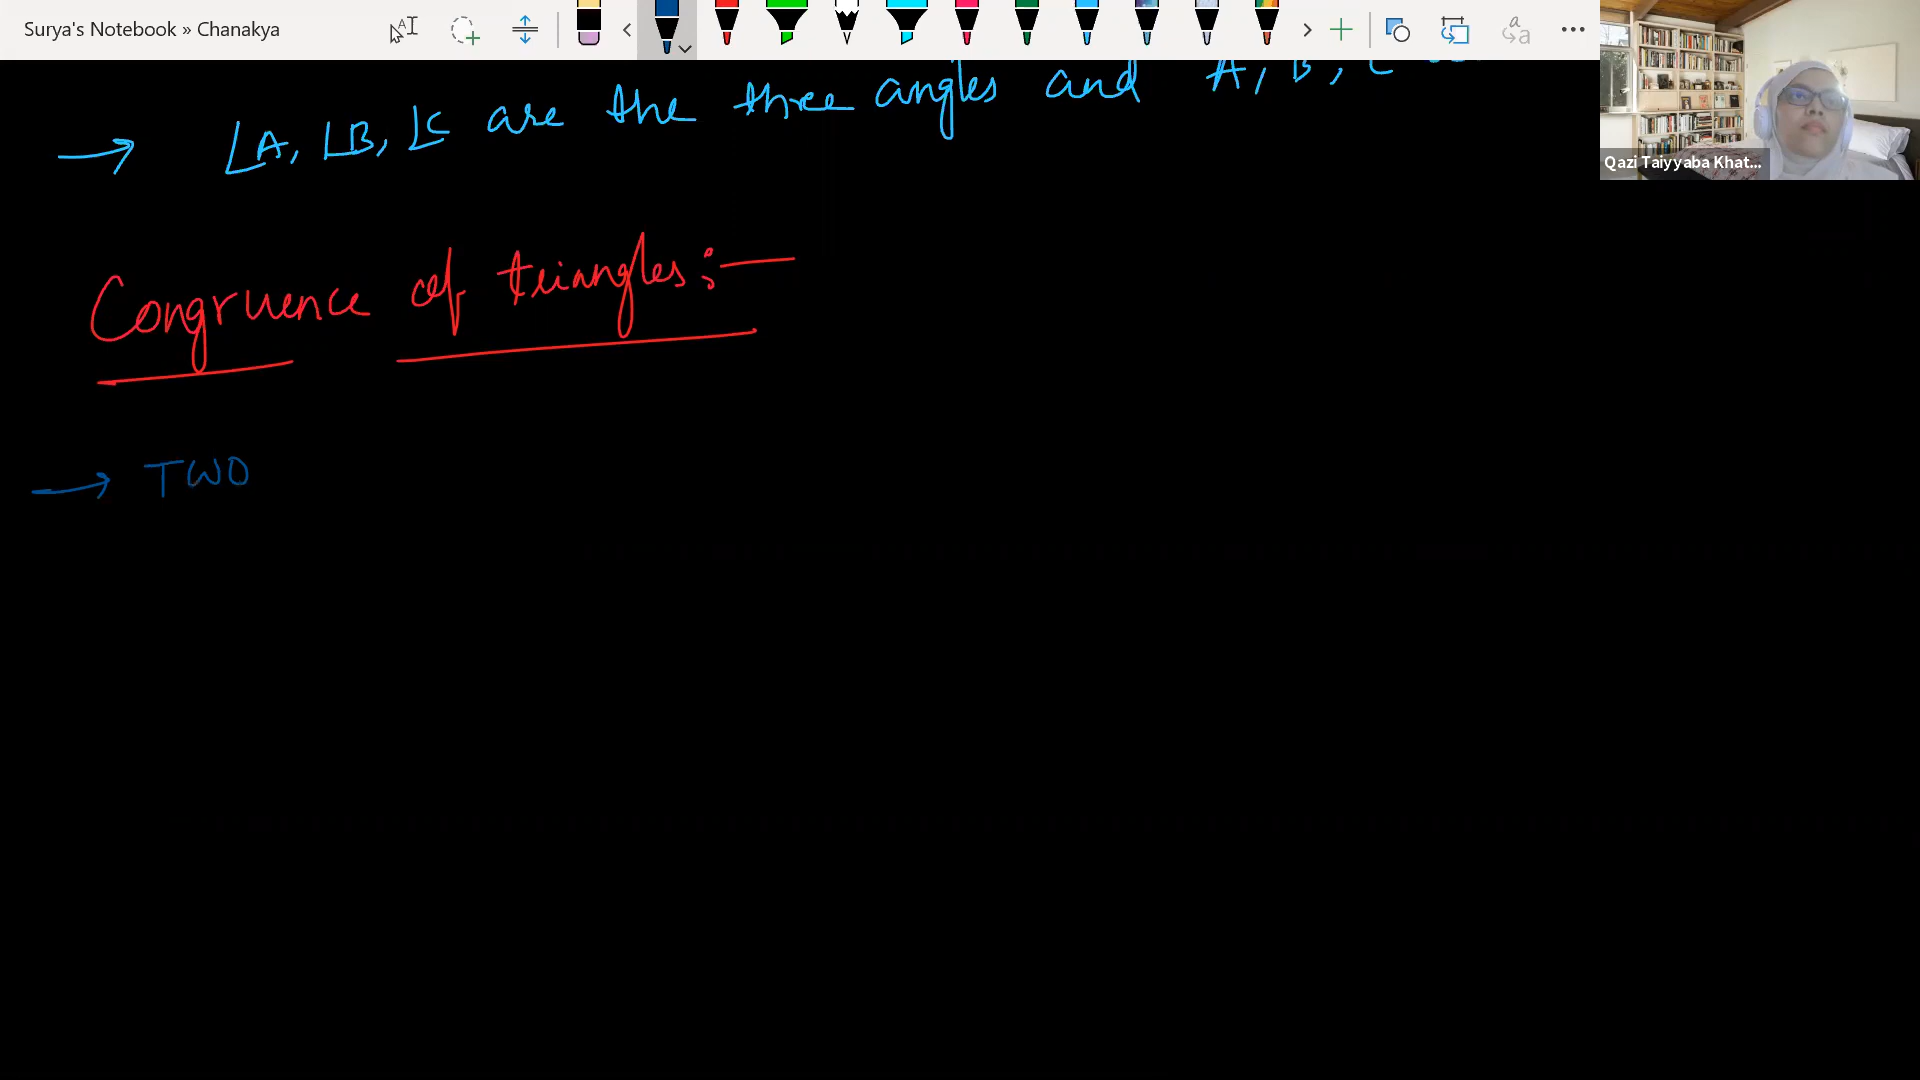 Surya's Notebook » Chanakya
Qazi Taiyyaba Khat...
→ ∠A, ∠B, ∠C are the three angles and A, B, C
Congruence of triangles:—
→ TWO